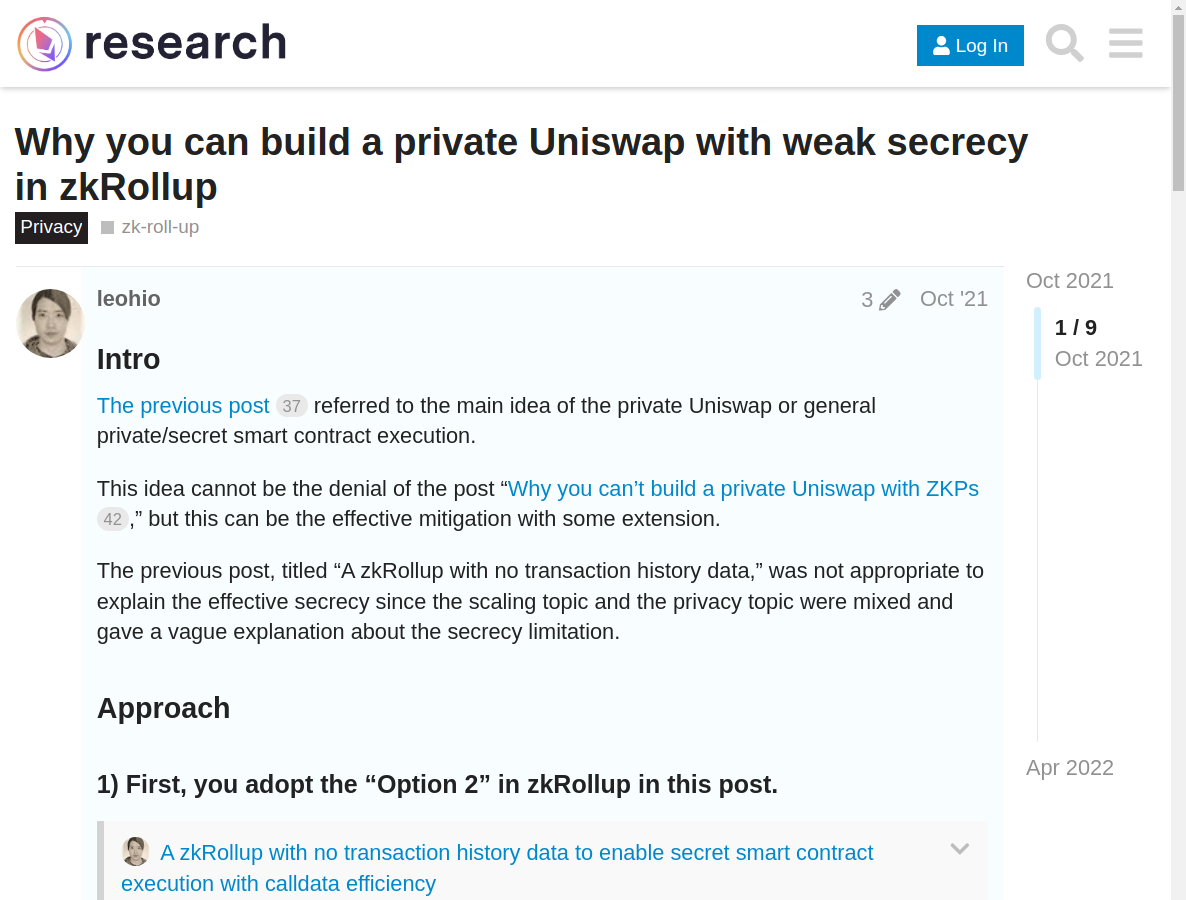 research
Log In
Why you can build a private Uniswap with weak secrecy
in zkRollup
Privacy
zk-roll-up
leohio
3
Oct '21
Oct 2021
1 / 9
Oct 2021
Intro
The previous post 37 referred to the main idea of the private Uniswap or general
private/secret smart contract execution.
This idea cannot be the denial of the post “Why you can’t build a private Uniswap with ZKPs
42 ,” but this can be the effective mitigation with some extension.
The previous post, titled “A zkRollup with no transaction history data,” was not appropriate to
explain the effective secrecy since the scaling topic and the privacy topic were mixed and
gave a vague explanation about the secrecy limitation.
Approach
Apr 2022
1) First, you adopt the “Option 2” in zkRollup in this post.
A zkRollup with no transaction history data to enable secret smart contract
execution with calldata efficiency